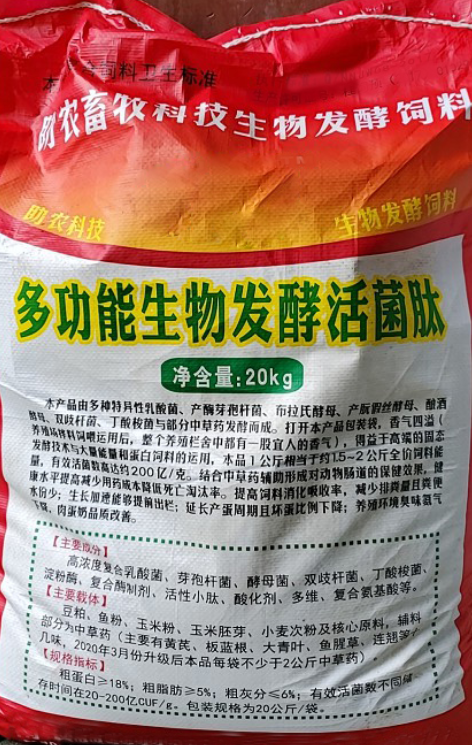 本 合饲料卫生标准
助农畜牧科技生物发酵饲料
助农科技 生物发酵饲料
多功能生物发酵活菌肽
净含量:20kg
本产品由多种特异性乳酸菌、产酶芽孢杆菌、布拉氏酵母、产朊假丝酵母、酿酒
酵母、双歧杆菌、丁酸梭菌与部分中草药发酵而成。打开本产品包装袋,香气四溢(
养殖场拌料饲喂运用后,整个养殖栏舍中都有一股宜人的香气),得益于高端的固态
发酵技术与大量能量和蛋白饲料的运用,本品1公斤相当于约1.5-2公斤全价饲料能
量,有效活菌数高达约200亿/克。结合中草药辅助形成对动物肠道的保健效果,健
康水平提高减少用药成本降低死亡淘汰率。提高饲料消化吸收率,减少排粪量且粪便
水份少;生长加速能够提前出栏;延长产蛋周期且坏蛋比例下降;养殖环境臭味氨气
下降,肉蛋奶品质改善。
【主要成分】
高浓度复合乳酸菌、芽孢杆菌、酵母菌、双歧杆菌、丁酸梭菌、
淀粉酶、复合酶制剂、活性小肽、酸化剂、多维、复合氨基酸等。
【主要载体】
豆粕、鱼粉、玉米粉、玉米胚芽、小麦次粉及核心原料,辅料
部分为中草药(主要有黄芪、板蓝根、大青叶、鱼腥草、连翘等
几味,2020年3月份升级后本品每袋不少于2公斤中草药)。
【规格指标】
粗蛋白≥18%;粗脂肪≥5%;粗灰分≤6%;有效活菌数不同储
存时间在20-200亿CUF/g。包装规格为20公斤/袋。